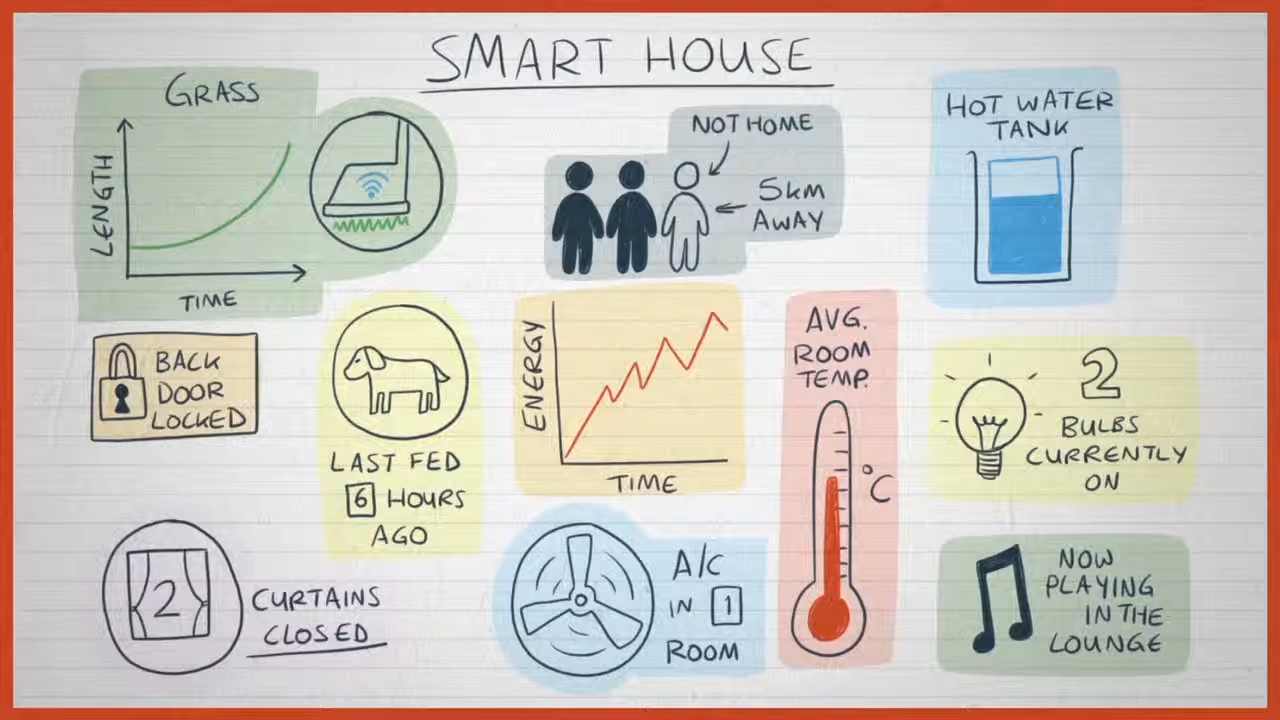 SMART HOUSE
GRASS
LENGTH
TIME
NOT HOME
5KM
AWAY
HOT WATER
TANK
BACK
DOOR
LOCKED
LAST FED
6 HOURS
AGO
ENERGY
TIME
AVG.
ROOM
TEMP.
°C
2
BULBS
CURRENTLY
ON
2
CURTAINS
CLOSED
A/C
IN 1
ROOM
NOW
PLAYING
IN THE
LOUNGE